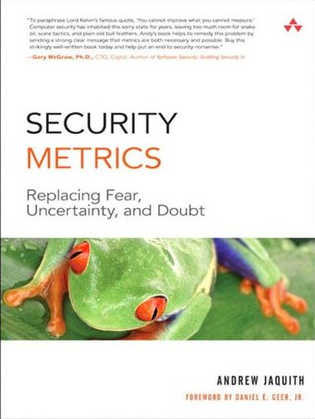 "To paraphrase Lord Kelvin's famous quote, 'You cannot improve what you cannot measure.'
Computer security has inhabited this sorry state for years, leaving too much room for snake
oil, scare tactics, and plain old bull feathers. Andy's book helps to remedy this problem by
sending a strong clear message that metrics are both necessary and possible. Buy this
strikingly well-written book today and help put an end to security nonsense."
—Gary McGraw, Ph.D., CTO, Cigital, Author of Software Security: Building Security In
SECURITY
METRICS
Replacing Fear,
Uncertainty, and Doubt
ANDREW JAQUITH
FOREWORD BY DANIEL E. GEER, JR.